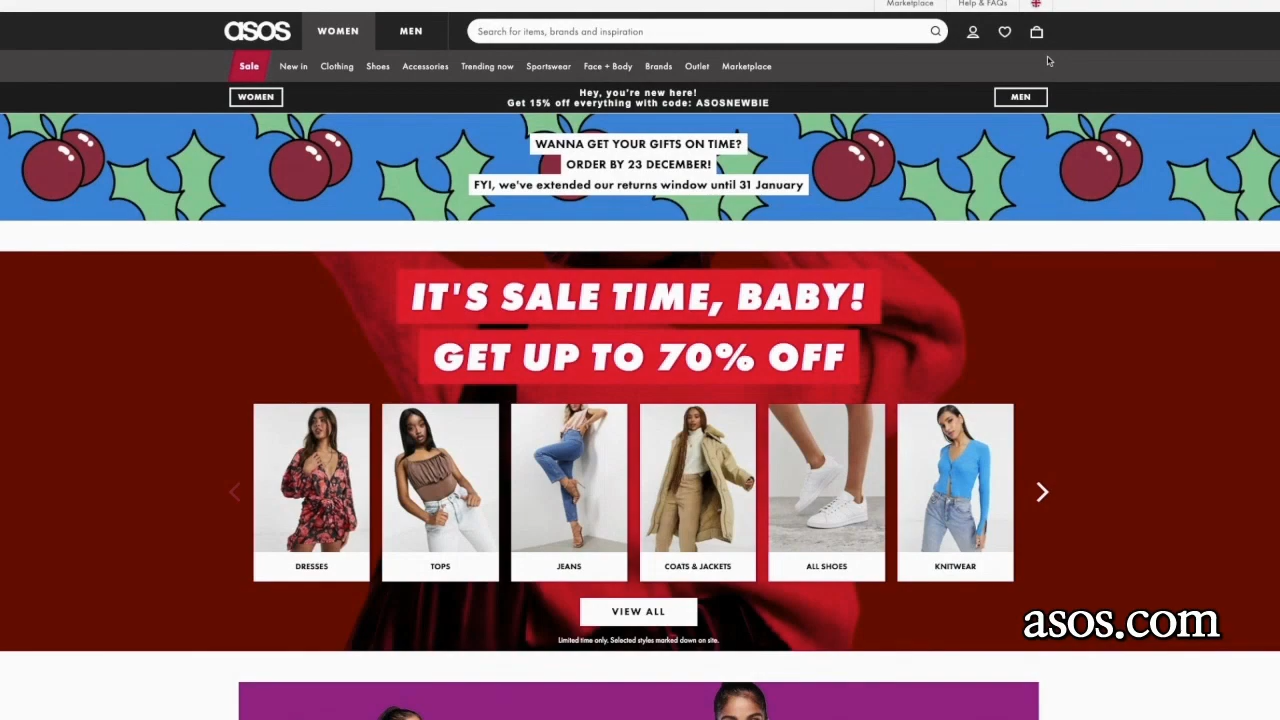 Marketplace Help & FAQs
asos WOMEN MEN Search for items, brands and inspiration
Sale New in Clothing Shoes Accessories Trending now Sportswear Face + Body Brands Outlet Marketplace
Hey, you're new here!
WOMEN Get 15% off everything with code: ASOSNEWBIE MEN
WANNA GET YOUR GIFTS ON TIME?
ORDER BY 23 DECEMBER!
FYI, we've extended our returns window until 31 January
IT'S SALE TIME, BABY!
GET UP TO 70% OFF
DRESSES TOPS JEANS COATS & JACKETS ALL SHOES KNITWEAR
VIEW ALL
Limited time only. Selected styles marked down on site.
asos.com